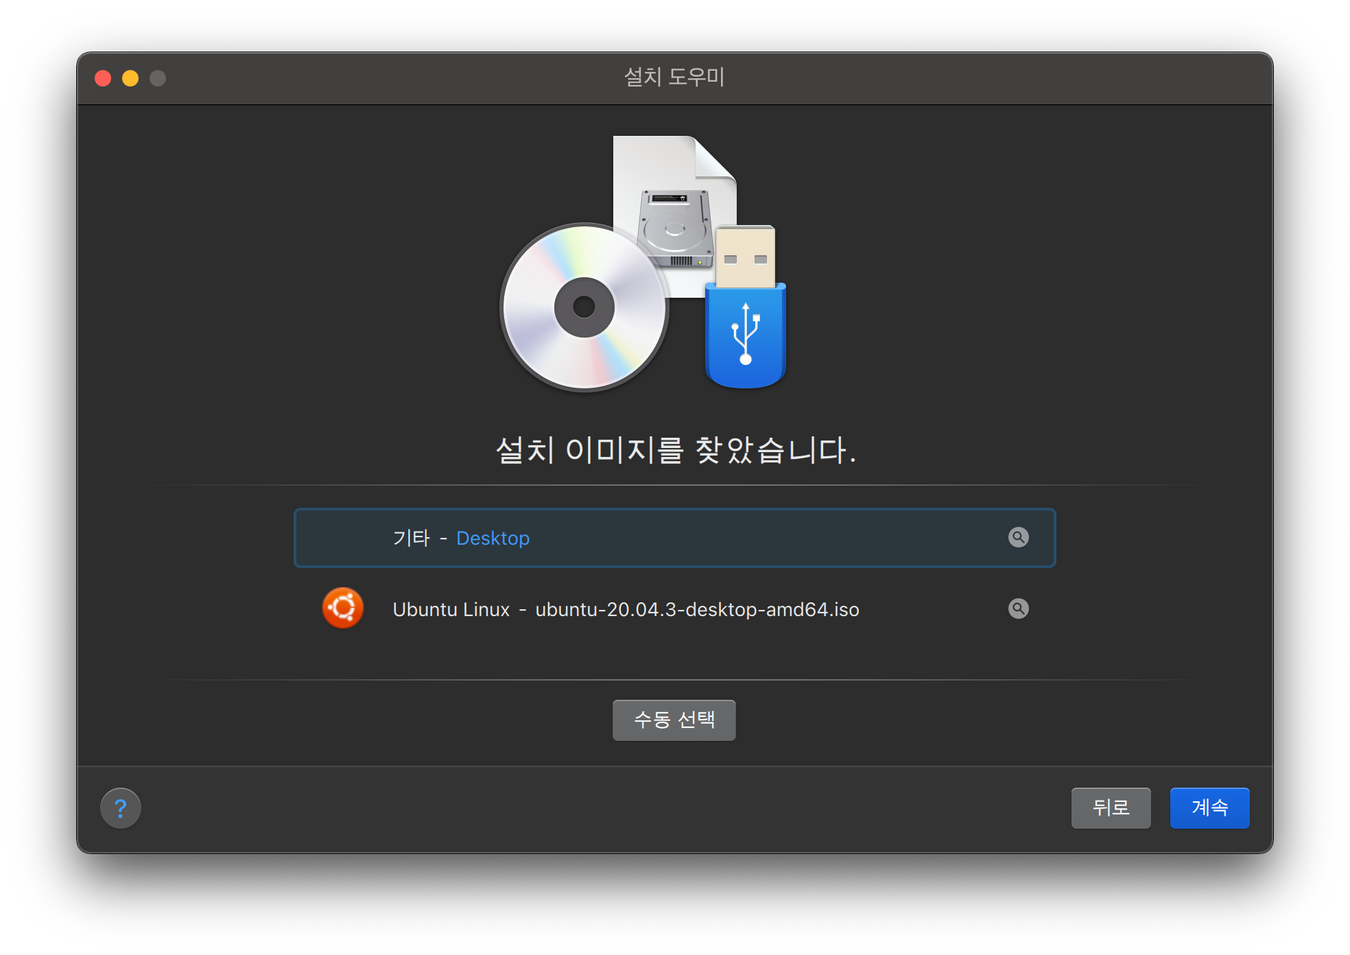 설치 도우미
설치 이미지를 찾았습니다.
기타 - Desktop
Ubuntu Linux - ubuntu-20.04.3-desktop-amd64.iso
수동 선택
?
뒤로
계속